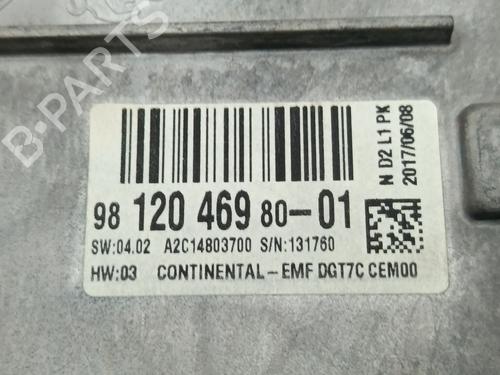 98 120 469 80-01
SW:04.02 A2C14803700 S/N:131760
HW:03 CONTINENTAL-EMF DGT7C CEM00
N D2 L1 PK
2017/06/08
B-PARTS